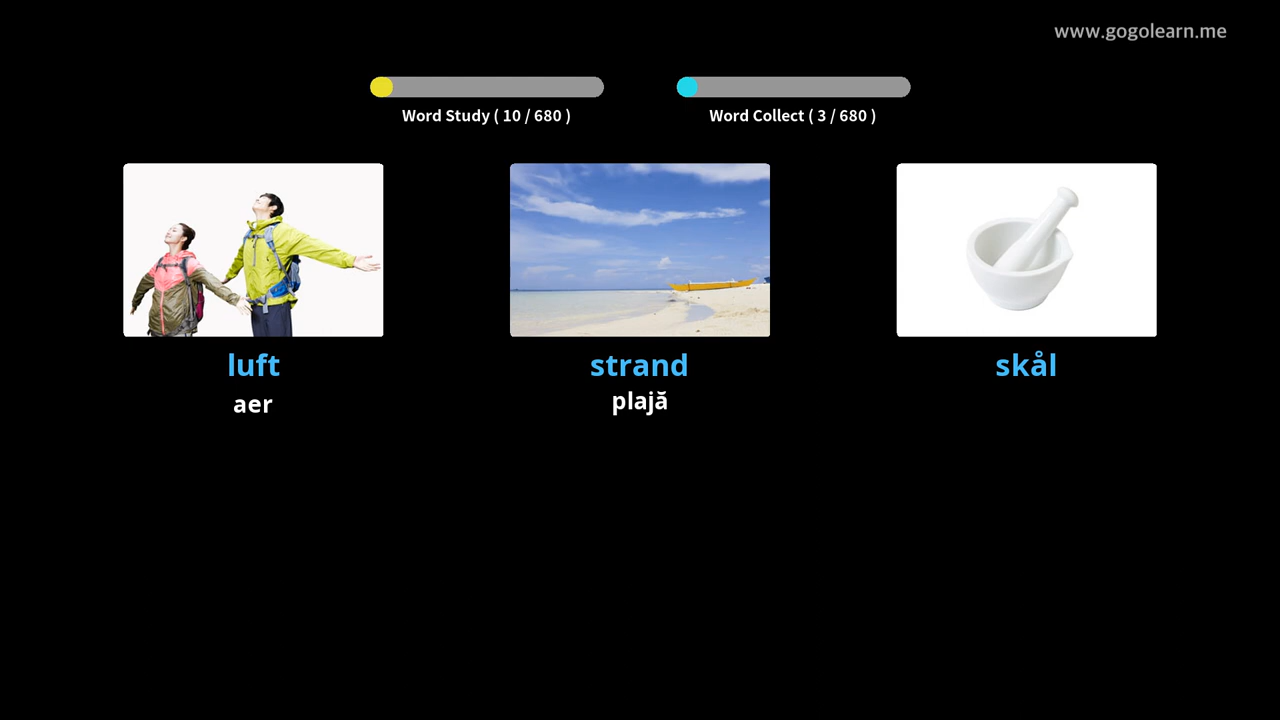 www.gogolearn.me
Word Study ( 10 / 680 )
Word Collect ( 3 / 680 )
luft
strand
skål
aer
plajă